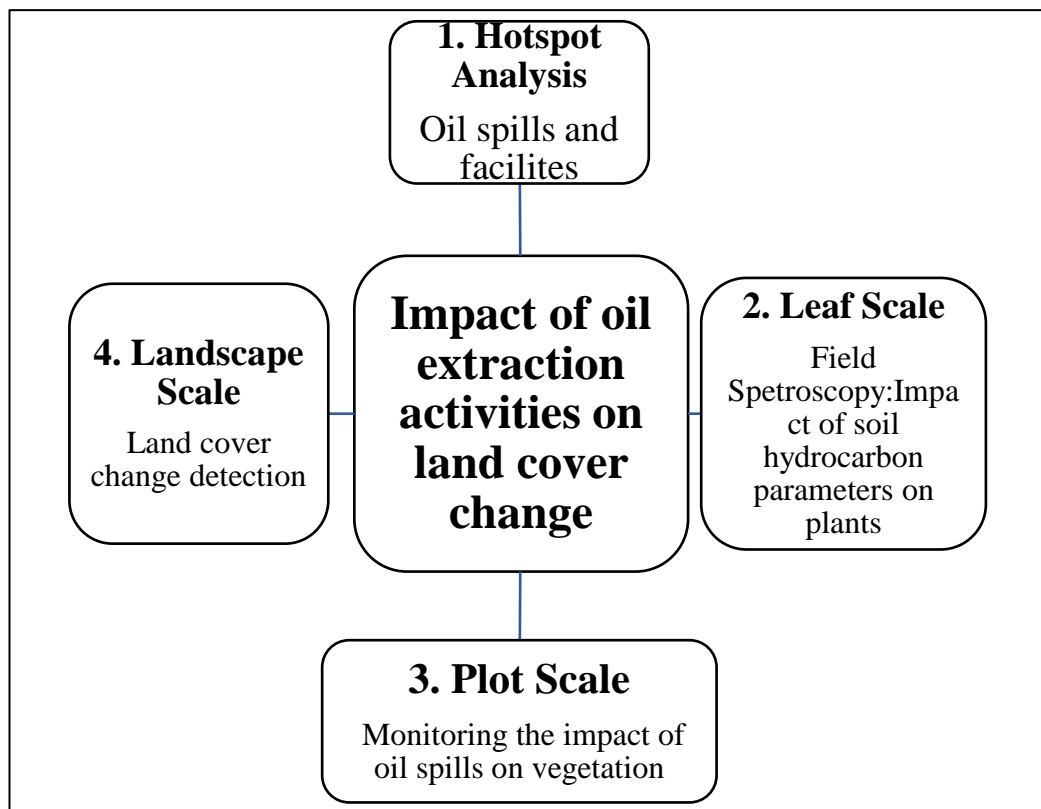 1. Hotspot
Analysis
Oil spills and
facilites
Impact of oil
extraction
activities on
land cover
change
2. Leaf Scale
Field
Spetroscopy:Impa
ct of soil
hydrocarbon
parameters on
plants
3. Plot Scale
Monitoring the impact of
oil spills on vegetation
4. Landscape
Scale
Land cover
change detection